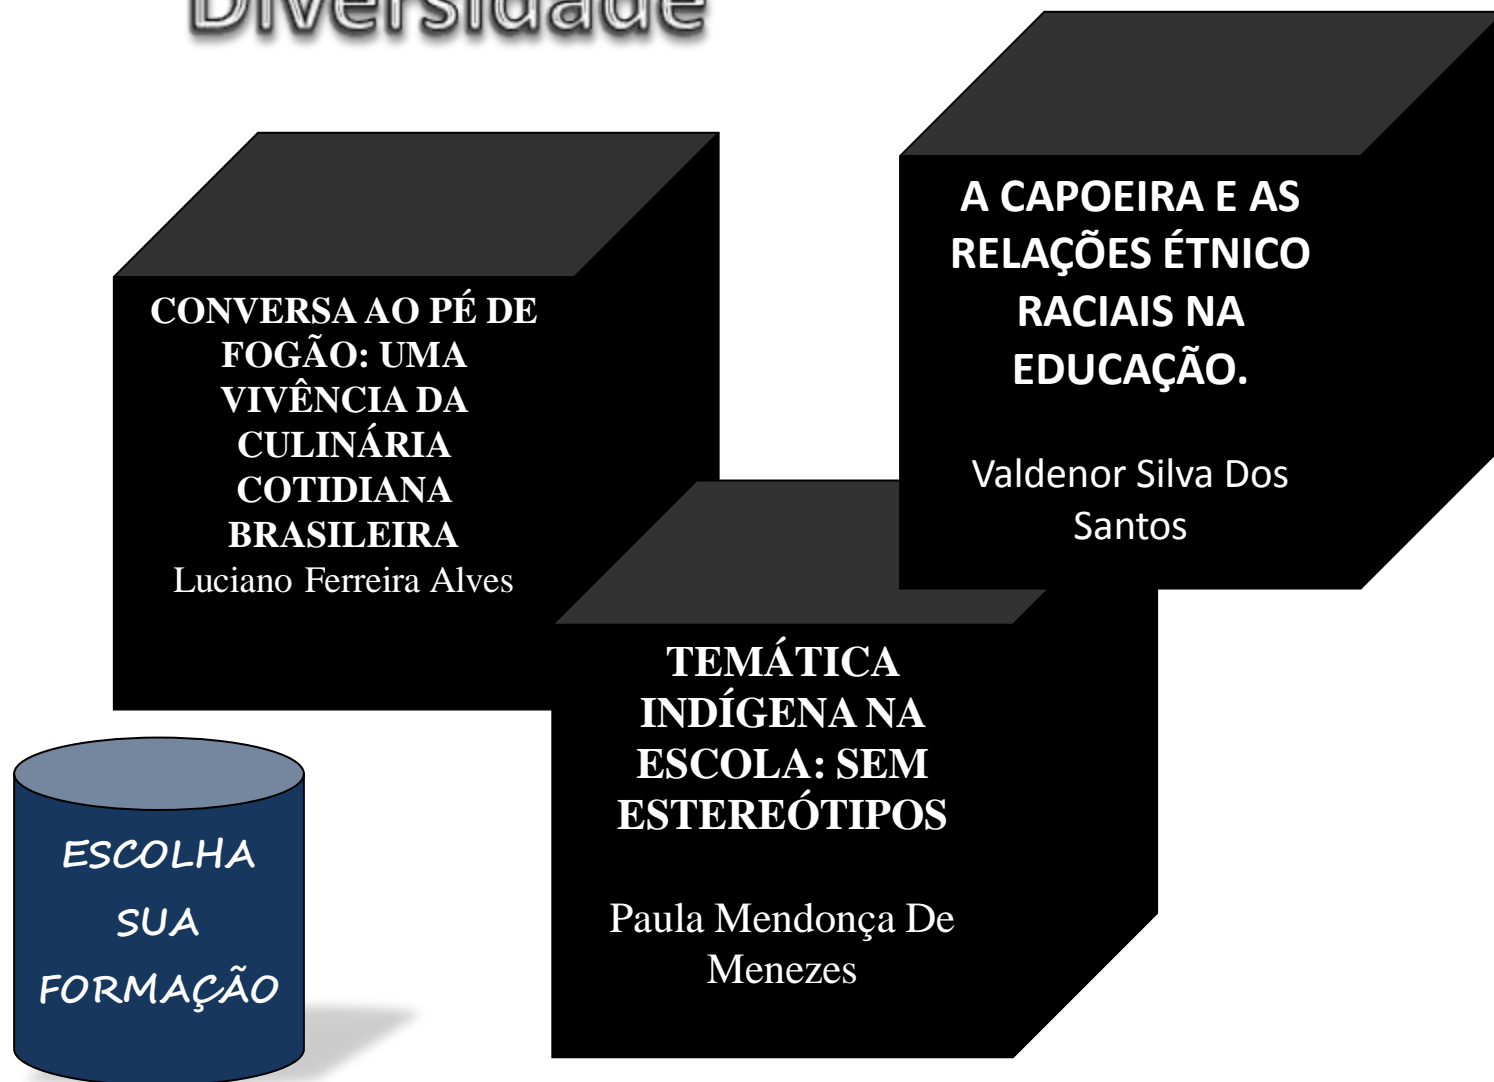 Diversidade
CONVERSA AO PÉ DE
FOGÃO: UMA
VIVÊNCIA DA
CULINÁRIA
COTIDIANA
BRASILEIRA
Luciano Ferreira Alves
A CAPOEIRA E AS
RELAÇÕES ÉTNICO
RACIAIS NA
EDUCAÇÃO.
Valdenor Silva Dos
Santos
TEMÁTICA
INDÍGENA NA
ESCOLA: SEM
ESTEREÓTIPOS
Paula Mendonça De
Menezes
ESCOLHA
SUA
FORMAÇÃO